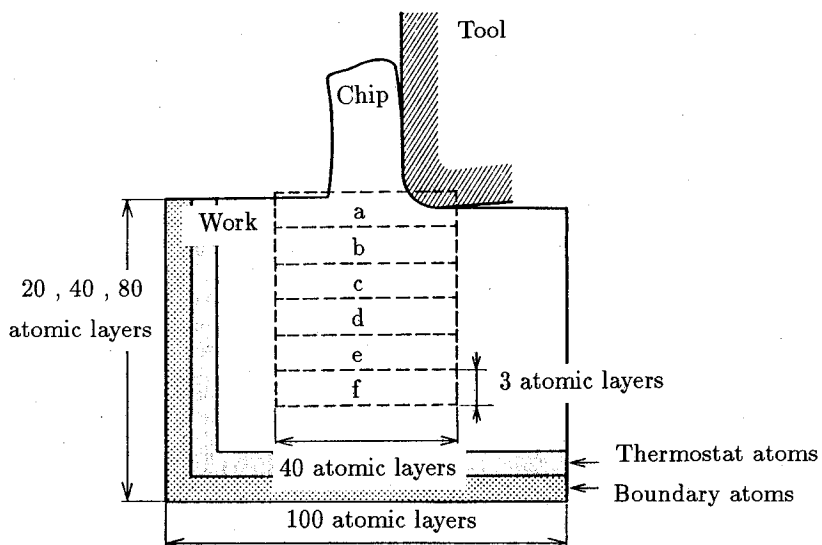 Tool
Chip
Work
a
b
c
d
e
f
20 , 40 , 80
atomic layers
3 atomic layers
40 atomic layers
Thermostat atoms
Boundary atoms
100 atomic layers